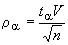 ρ_α = t_α V / √n